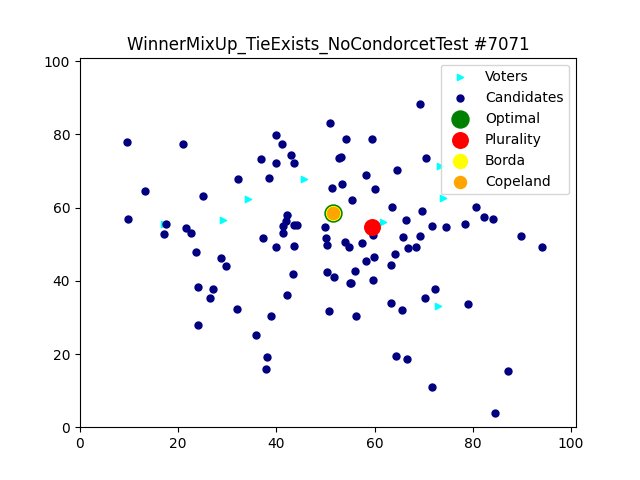 WinnerMixUp_TieExists_NoCondorcetTest #7071
Voters
Candidates
Optimal
Plurality
Borda
Copeland
100
80
60
40
20
0
0 20 40 60 80 100